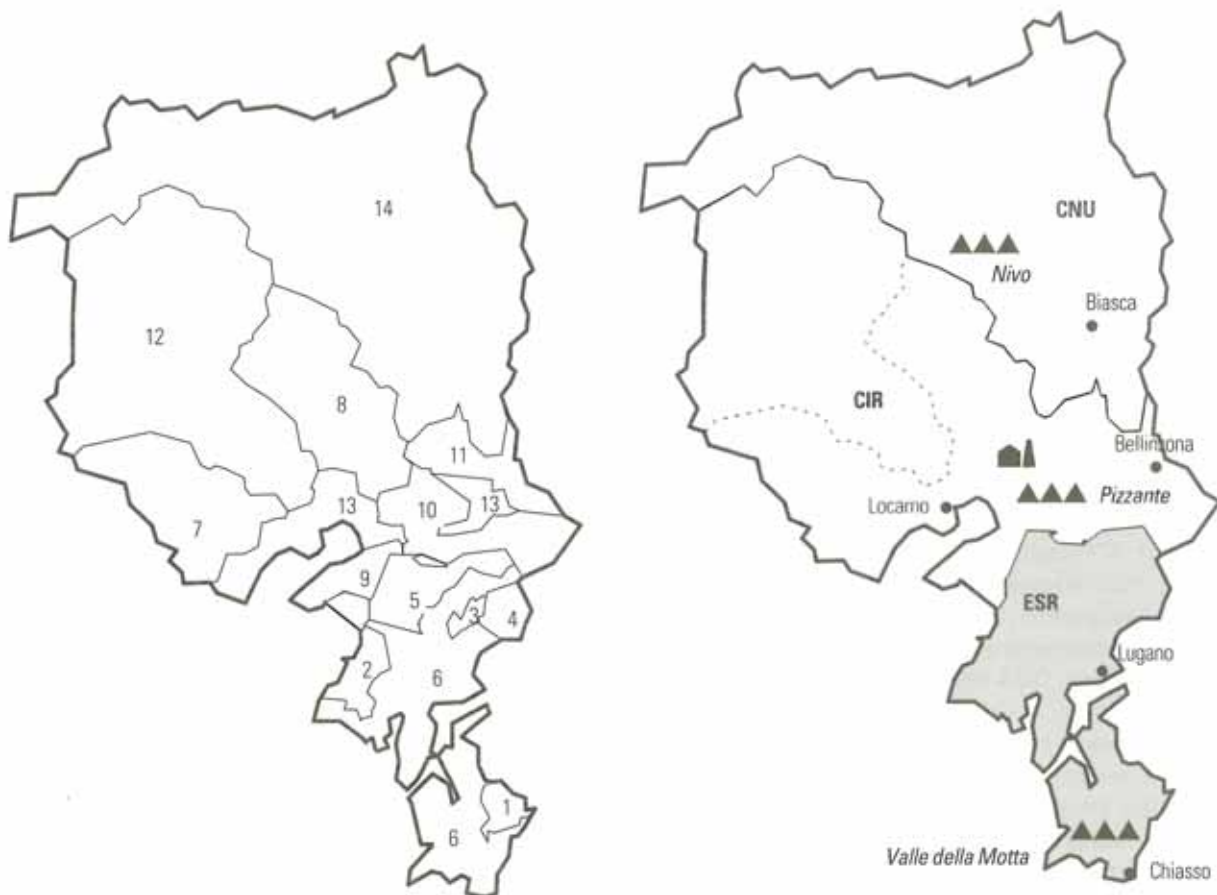 14
12
8
11
7
13
10
13
9
5
3
4
2
6
1
6
CNU
Nivo
Biasca
CIR
Bellinzona
Locarno
Pizzante
ESR
Lugano
Valle della Motta
Chiasso